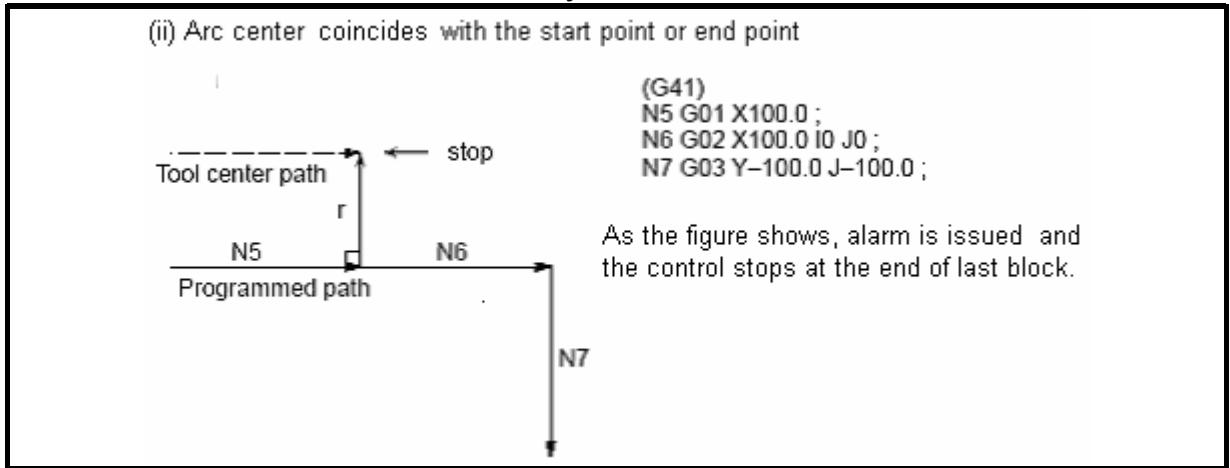 (ii) Arc center coincides with the start point or end point
(G41)
N5 G01 X100.0 ;
N6 G02 X100.0 I0 J0 ;
N7 G03 Y–100.0 J–100.0 ;
stop
Tool center path
r
As the figure shows, alarm is issued and
the control stops at the end of last block.
N5
N6
Programmed path
N7